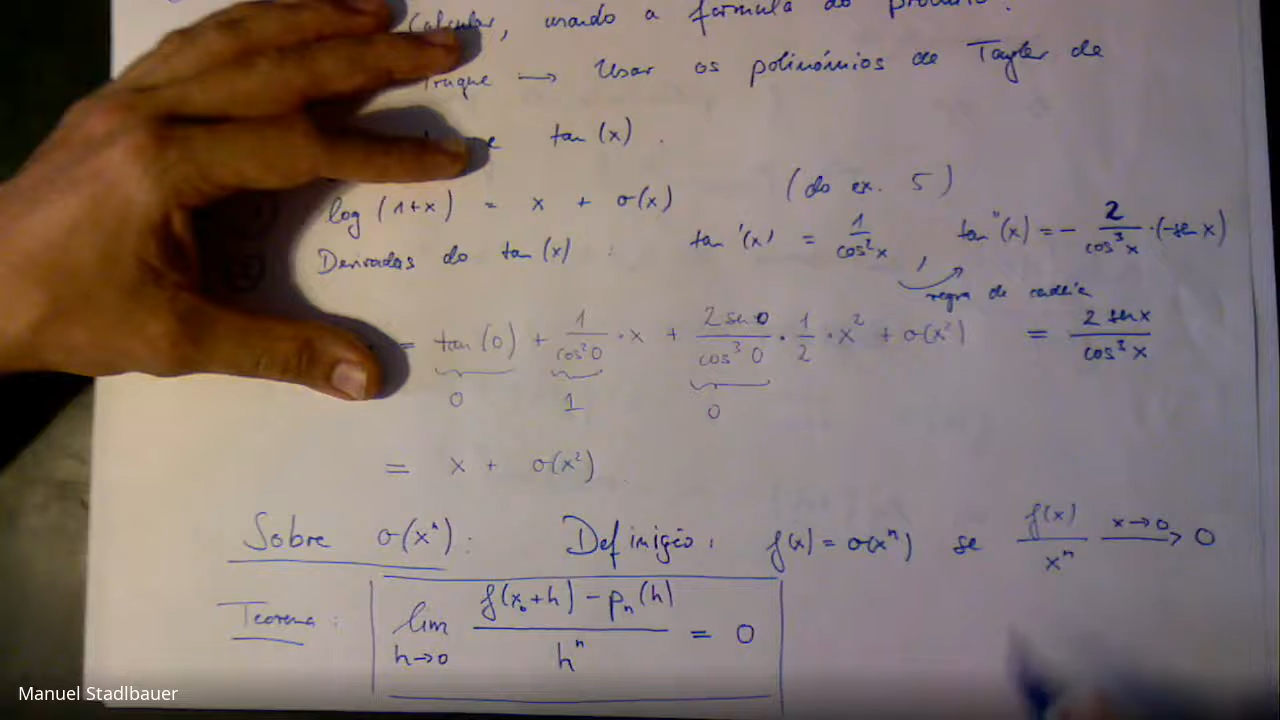 Calcular, usando a fórmula do produto.
Truque → Usar os polinómios de Taylor de
e tan(x).
log(1+x) = x + o(x) (do ex. 5)
Derivadas do tan(x): tan'(x) = 1/cos²x, tan''(x) = - 2/cos³x · (-sen x)
regra de cadeia
= tan(0) + 1/cos²0 · x + 2 sen 0/cos³ 0 · 1/2 · x² + o(x²) = 2 sen x/cos³ x
0 1 0
= x + o(x²)
Sobre o(xⁿ): Definição: f(x) = o(xⁿ) se f(x)/xⁿ x→0→ 0
Teorema: lim h→0 f(x₀+h) - pₙ(h)/hⁿ = 0
Manuel Stadlbauer